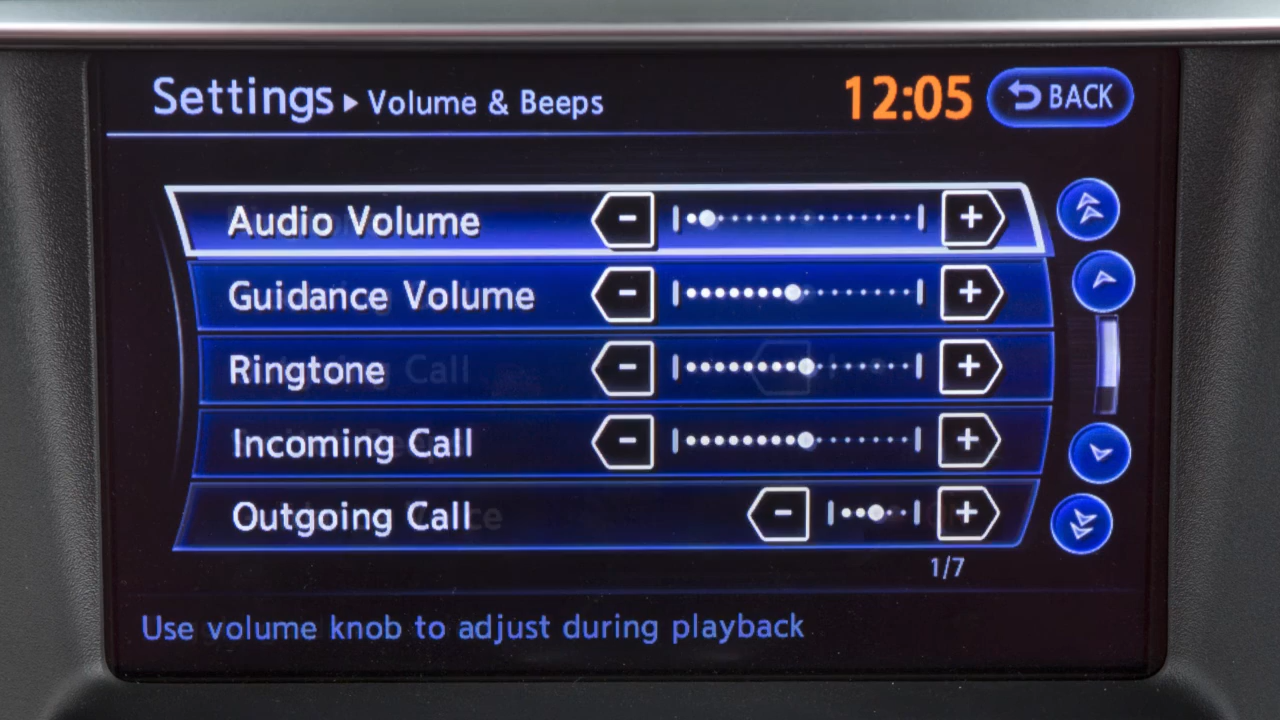 Settings ▸ Volume & Beeps
12:05
BACK
Audio Volume
Guidance Volume
Ringtone
Incoming Call
Outgoing Call
1/7
Use volume knob to adjust during playback